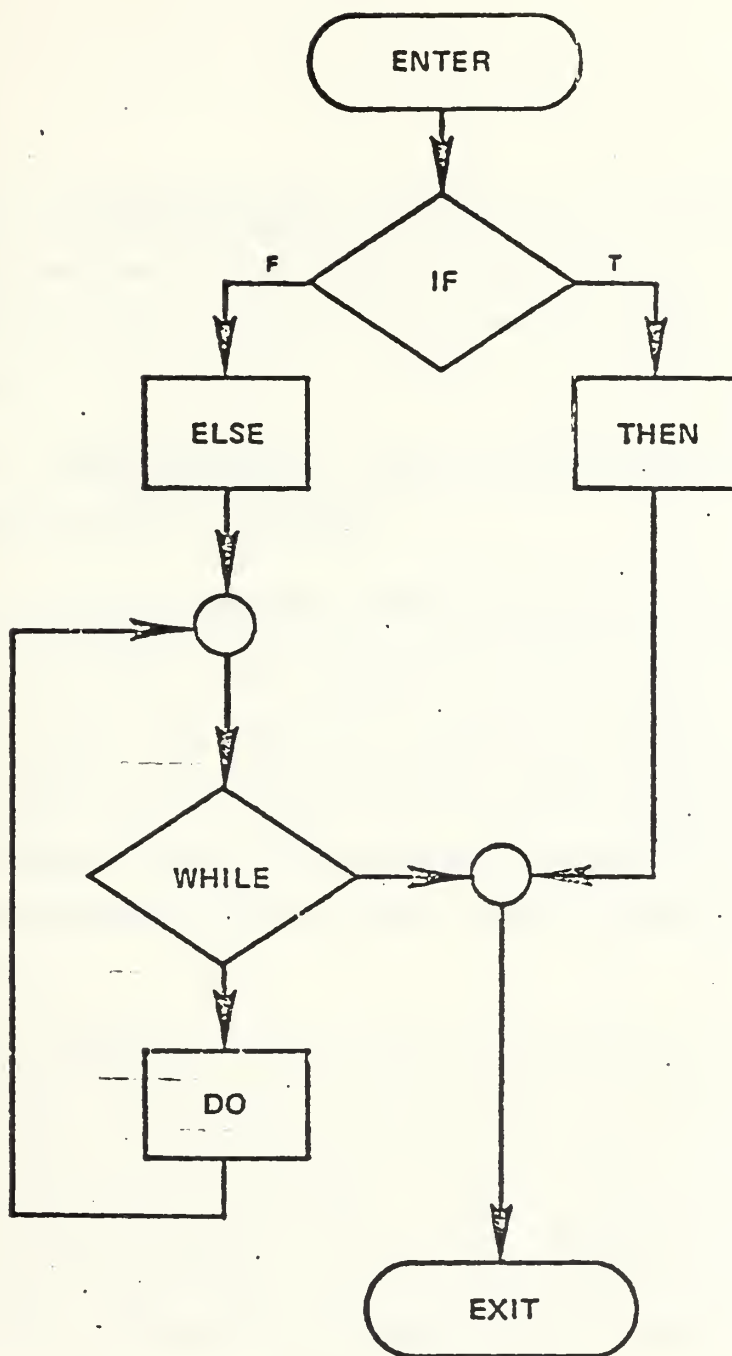 ENTER
F
IF
T
ELSE
THEN
WHILE
DO
EXIT